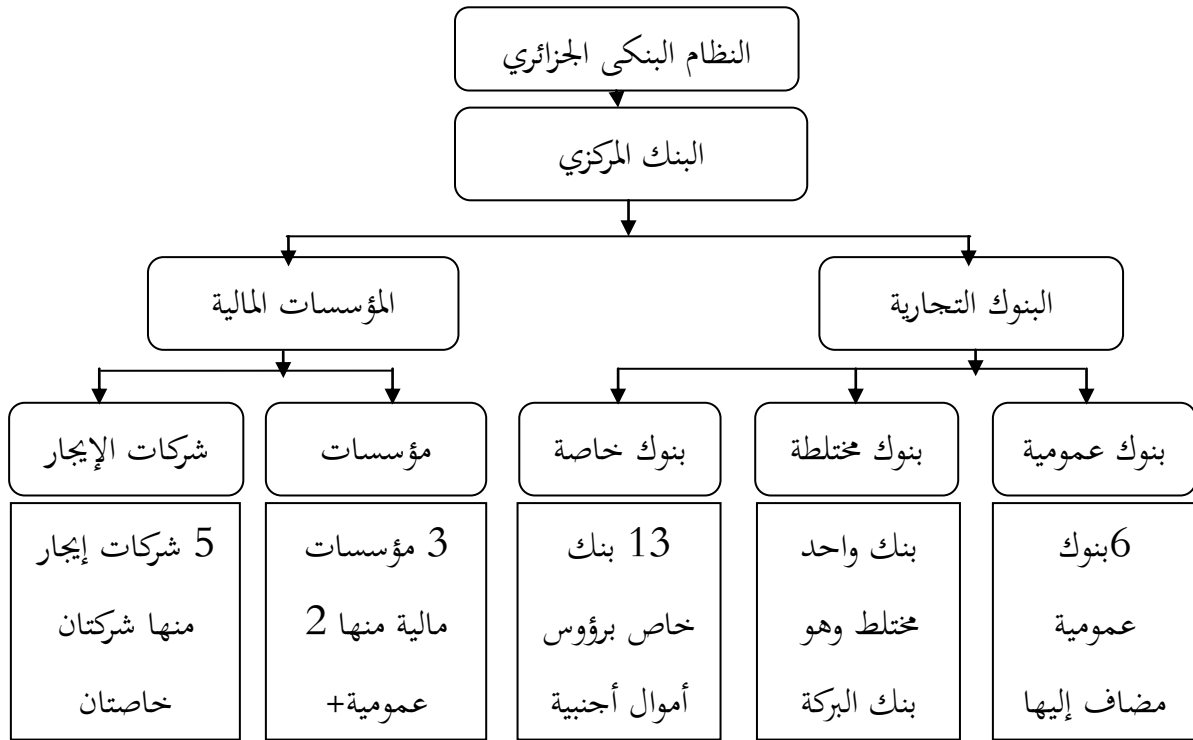 النظام البنكى الجزائري
البنك المركزي
البنوك التجارية
المؤسسات المالية
بنوك عمومية
بنوك مختلطة
بنوك خاصة
مؤسسات
شركات الإيجار
6بنوك
عمومية
مضاف إليها
بنك واحد
مختلط وهو
بنك البركة
13 بنك
خاص برؤوس
أموال أجنبية
3 مؤسسات
مالية منها 2
عمومية+
5 شركات إيجار
منها شركتان
خاصتان